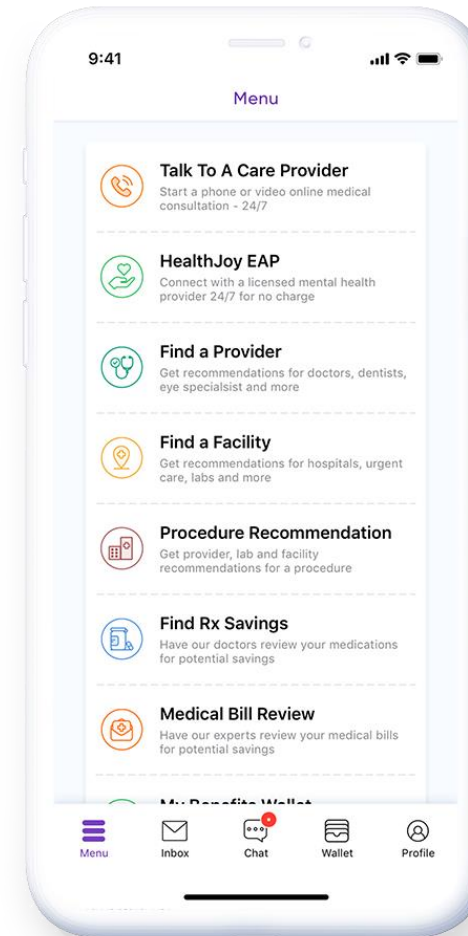 9:41
Menu
Talk To A Care Provider
Start a phone or video online medical
consultation - 24/7
HealthJoy EAP
Connect with a licensed mental health
provider 24/7 for no charge
Find a Provider
Get recommendations for doctors, dentists,
eye specialsist and more
Find a Facility
Get recommendations for hospitals, urgent
care, labs and more
Procedure Recommendation
Get provider, lab and facility
recommendations for a procedure
Find Rx Savings
Have our doctors review your medications
for potential savings
Medical Bill Review
Have our experts review your medical bills
for potential savings
My Benefits Wallet
Menu
Inbox
Chat
Wallet
Profile